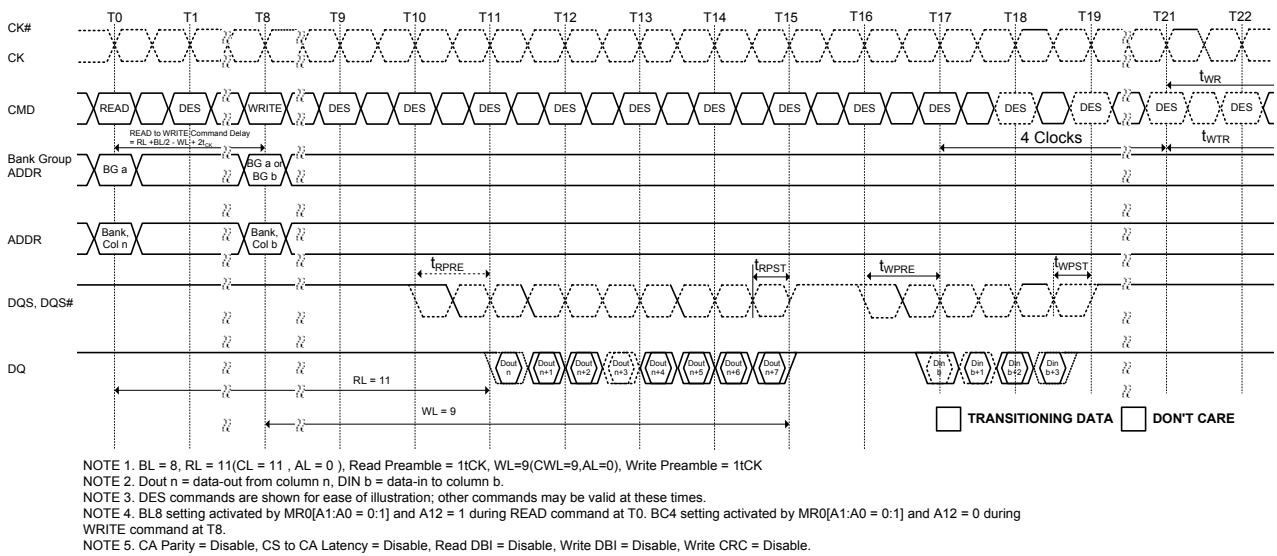 T0 T1 T8 T9 T10 T11 T12 T13 T14 T15 T16 T17 T18 T19 T21 T22
CK#
CK
tWR
CMD
READ DES WRITE DES DES DES DES DES DES DES DES DES DES DES DES DES
READ to WRITE Command Delay
= RL +BL/2 - WL + 2tCK
4 Clocks
tWTR
Bank Group
ADDR
BG a
BG a or
BG b
ADDR
Bank,
Col n
Bank,
Col b
tRPRE tRPST tWPRE tWPST
DQS, DQS#
DQ
Dout
n
Dout
n+1
Dout
n+2
Dout
n+3
Dout
n+4
Dout
n+5
Dout
n+6
Dout
n+7
Din
b
Din
b+1
Din
b+2
Din
b+3
RL = 11
WL = 9
TRANSITIONING DATA DON'T CARE
NOTE 1. BL = 8, RL = 11(CL = 11 , AL = 0 ), Read Preamble = 1tCK, WL=9(CWL=9,AL=0), Write Preamble = 1tCK
NOTE 2. Dout n = data-out from column n, DIN b = data-in to column b.
NOTE 3. DES commands are shown for ease of illustration; other commands may be valid at these times.
NOTE 4. BL8 setting activated by MR0[A1:A0 = 0:1] and A12 = 1 during READ command at T0. BC4 setting activated by MR0[A1:A0 = 0:1] and A12 = 0 during
WRITE command at T8.
NOTE 5. CA Parity = Disable, CS to CA Latency = Disable, Read DBI = Disable, Write DBI = Disable, Write CRC = Disable.